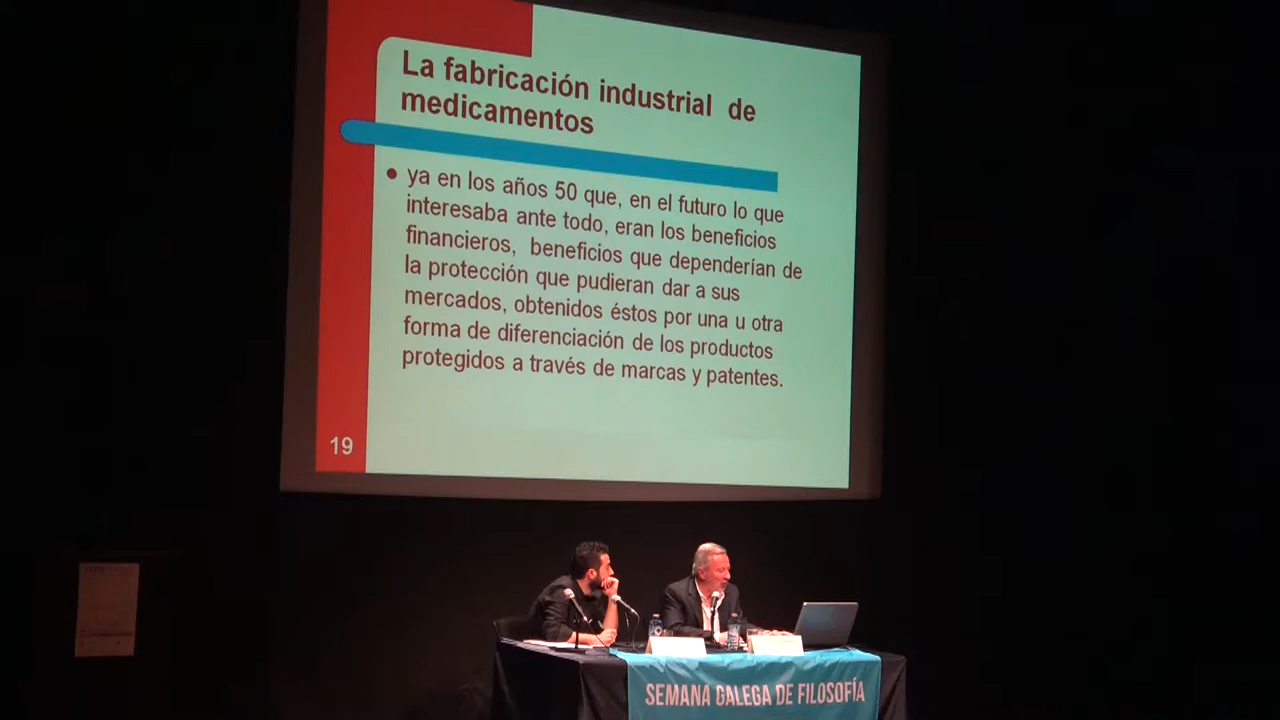 La fabricación industrial de
medicamentos
• ya en los años 50 que, en el futuro lo que
interesaba ante todo, eran los beneficios
financieros, beneficios que dependerían de
la protección que pudieran dar a sus
mercados, obtenidos éstos por una u otra
forma de diferenciación de los productos
protegidos a través de marcas y patentes.
19
SEMANA GALEGA DE FILOSOFÍA